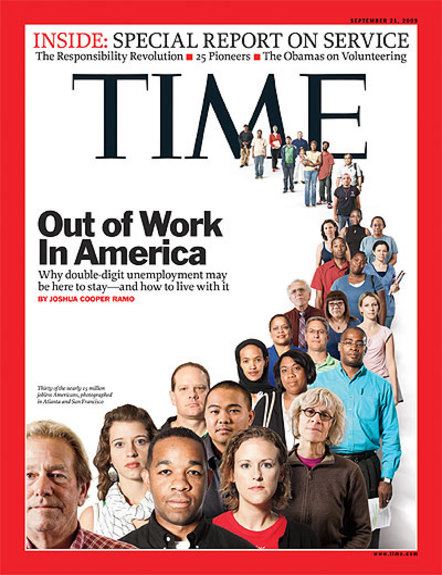 SEPTEMBER 21, 2009
INSIDE: SPECIAL REPORT ON SERVICE
The Responsibility Revolution ■ 25 Pioneers ■ The Obamas on Volunteering
TIME
Out of Work
In America
Why double-digit unemployment may
be here to stay—and how to live with it
BY JOSHUA COOPER RAMO
Thirty of the nearly 15 million
jobless Americans, photographed
in Atlanta and San Francisco
www.time.com